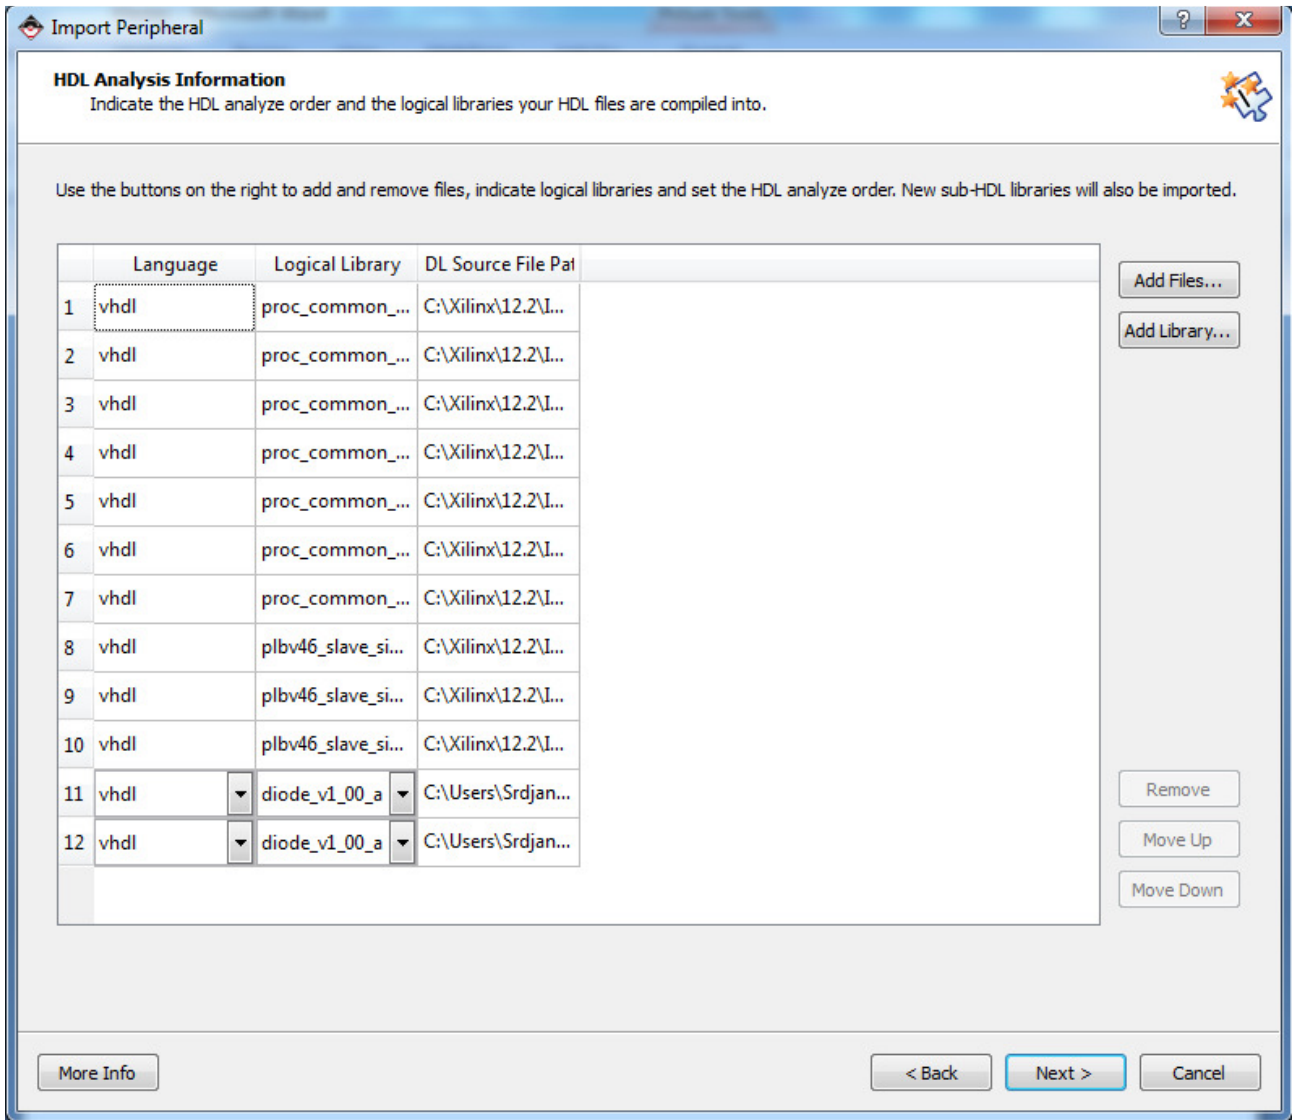 Import Peripheral
HDL Analysis Information
Indicate the HDL analyze order and the logical libraries your HDL files are compiled into.
Use the buttons on the right to add and remove files, indicate logical libraries and set the HDL analyze order. New sub-HDL libraries will also be imported.
Language Logical Library DL Source File Pat
1 vhdl proc_common_... C:\Xilinx\12.2\I...
2 vhdl proc_common_... C:\Xilinx\12.2\I...
3 vhdl proc_common_... C:\Xilinx\12.2\I...
4 vhdl proc_common_... C:\Xilinx\12.2\I...
5 vhdl proc_common_... C:\Xilinx\12.2\I...
6 vhdl proc_common_... C:\Xilinx\12.2\I...
7 vhdl proc_common_... C:\Xilinx\12.2\I...
8 vhdl plbv46_slave_si... C:\Xilinx\12.2\I...
9 vhdl plbv46_slave_si... C:\Xilinx\12.2\I...
10 vhdl plbv46_slave_si... C:\Xilinx\12.2\I...
11 vhdl diode_v1_00_a C:\Users\Srdjan...
12 vhdl diode_v1_00_a C:\Users\Srdjan...
Add Files...
Add Library...
Remove
Move Up
Move Down
More Info
< Back
Next >
Cancel